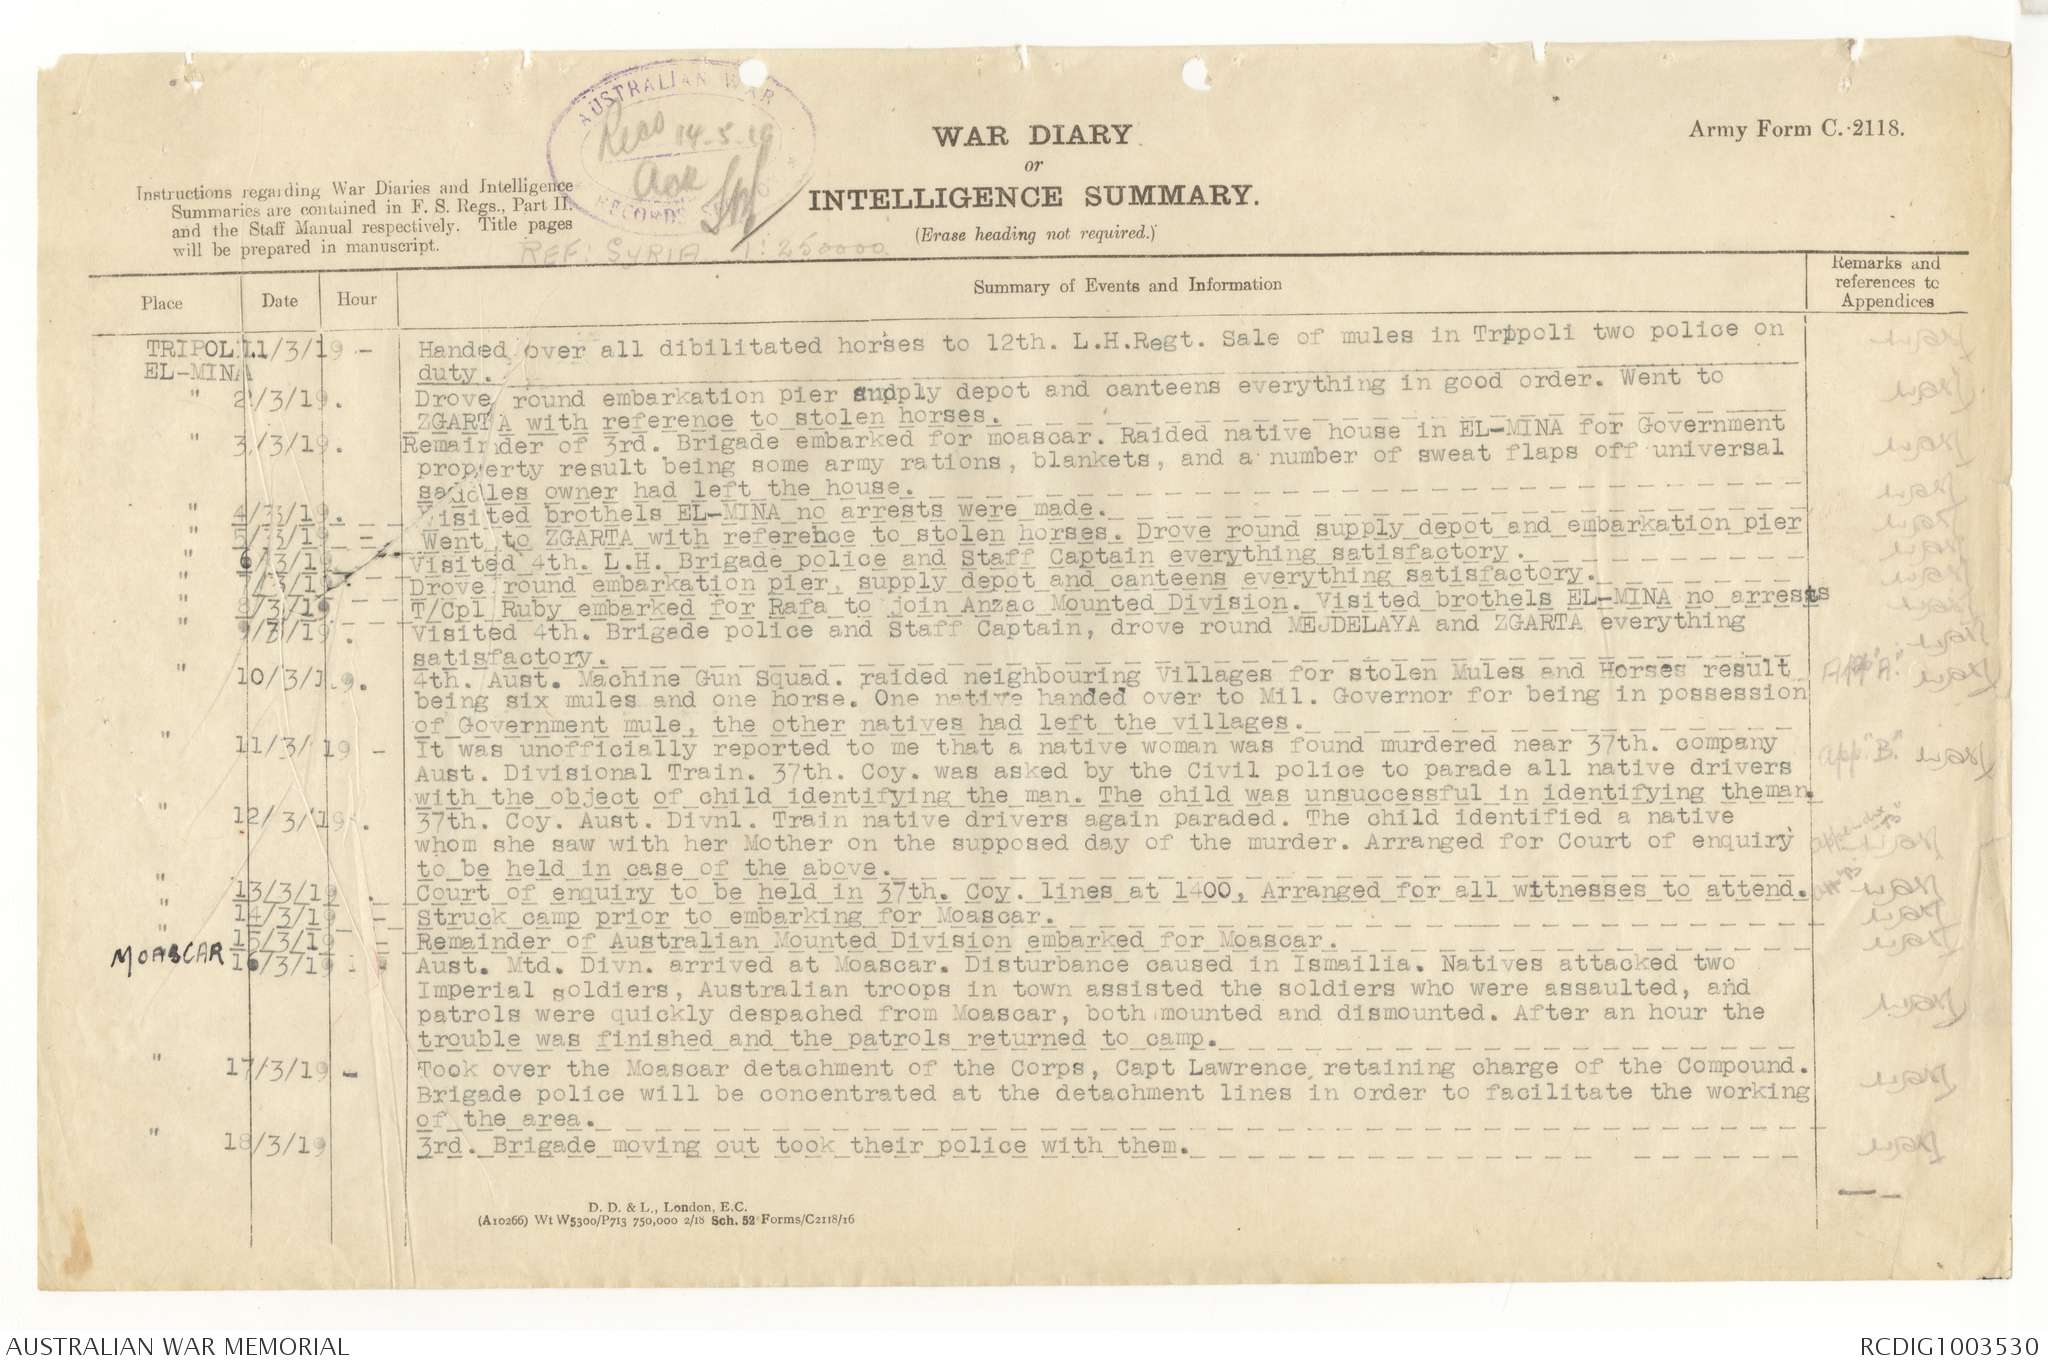 AUSTRALIAN WAR
RECORDS
Recd 14.5.19
Ack
WAR DIARY
or
INTELLIGENCE SUMMARY.
(Erase heading not required.)
Army Form C. 2118.
Instructions regarding War Diaries and Intelligence
Summaries are contained in F. S. Regs., Part II.
and the Staff Manual respectively. Title pages
will be prepared in manuscript.
REF: SYRIA 1: 250000
Place Date Hour Summary of Events and Information Remarks and references to Appendices
TRIPOLI 1/3/19 - Handed over all dibilitated horses to 12th. L.H.Regt. Sale of mules in Tripoli two police on
EL-MINA duty.
" 2/3/19. Drove round embarkation pier supply depot and canteens everything in good order. Went to
ZGARTA with reference to stolen horses.
" 3/3/19. Remainder of 3rd. Brigade embarked for moascar. Raided native house in EL-MINA for Government
property result being some army rations, blankets, and a number of sweat flaps off universal
saddles owner had left the house.
" 4/3/19. Visited brothels EL-MINA no arrests were made.
" 5/3/19 - Went to ZGARTA with reference to stolen horses. Drove round supply depot and embarkation pier
" 6/3/19 - Visited 4th. L.H. Brigade police and Staff Captain everything satisfactory.
" 7/3/19. Drove round embarkation pier, supply depot and canteens everything satisfactory.
" 8/3/19 - T/Cpl Ruby embarked for Rafa to join Anzac Mounted Division. Visited brothels EL-MINA no arrests
" 9/3/19. Visited 4th. Brigade police and Staff Captain, drove round MEJDELAYA and ZGARTA everything
satisfactory.
" 10/3/19. 4th. Aust. Machine Gun Squad. raided neighbouring Villages for stolen Mules and Horses result App "A."
being six mules and one horse. One native handed over to Mil. Governor for being in possession
of Government mule, the other natives had left the villages.
" 11/3/19 - It was unofficially reported to me that a native woman was found murdered near 37th. company app. "B."
Aust. Divisional Train. 37th. Coy. was asked by the Civil police to parade all native drivers
with the object of child identifying the man. The child was unsuccessful in identifying theman.
" 12/3/19. 37th. Coy. Aust. Divnl. Train native drivers again paraded. The child identified a native
whom she saw with her Mother on the supposed day of the murder. Arranged for Court of enquiry
to be held in case of the above.
" 13/3/19. Court of enquiry to be held in 37th. Coy. lines at 1400, Arranged for all wttnesses to attend.
" 14/3/19 - Struck camp prior to embarking for Moascar.
" 15/3/19 - Remainder of Australian Mounted Division embarked for Moascar.
MOASCAR 16/3/19 Aust. Mtd. Divn. arrived at Moascar. Disturbance caused in Ismailia. Natives attacked two
Imperial soldiers, Australian troops in town assisted the soldiers who were assaulted, and
patrols were quickly despached from Moascar, both mounted and dismounted. After an hour the
trouble was finished and the patrols returned to camp.
" 17/3/19 - Took over the Moascar detachment of the Corps, Capt Lawrence retaining charge of the Compound.
Brigade police will be concentrated at the detachment lines in order to facilitate the working
of the area.
" 18/3/19 3rd. Brigade moving out took their police with them.
D. D. & L., London, E.C.
(A10266) Wt W5300/P713 750,000 2/18 Sch. 52 Forms/C2118/16
AUSTRALIAN WAR MEMORIAL
RCDIG1003530